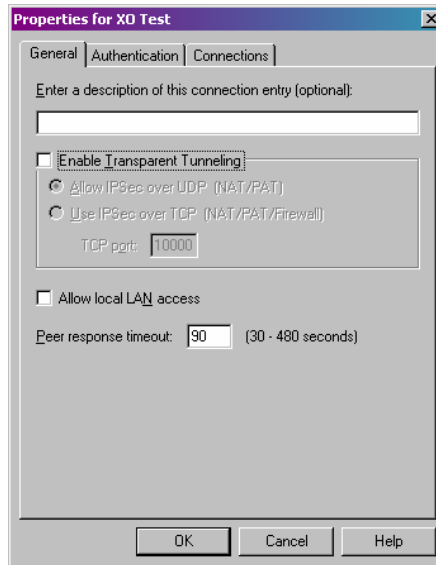 Properties for XO Test
General Authentication Connections
Enter a description of this connection entry (optional):
Enable Transparent Tunneling
Allow IPSec over UDP (NAT/PAT)
Use IPSec over TCP (NAT/PAT/Firewall)
TCP port: 10000
Allow local LAN access
Peer response timeout: 90 (30 - 480 seconds)
OK Cancel Help